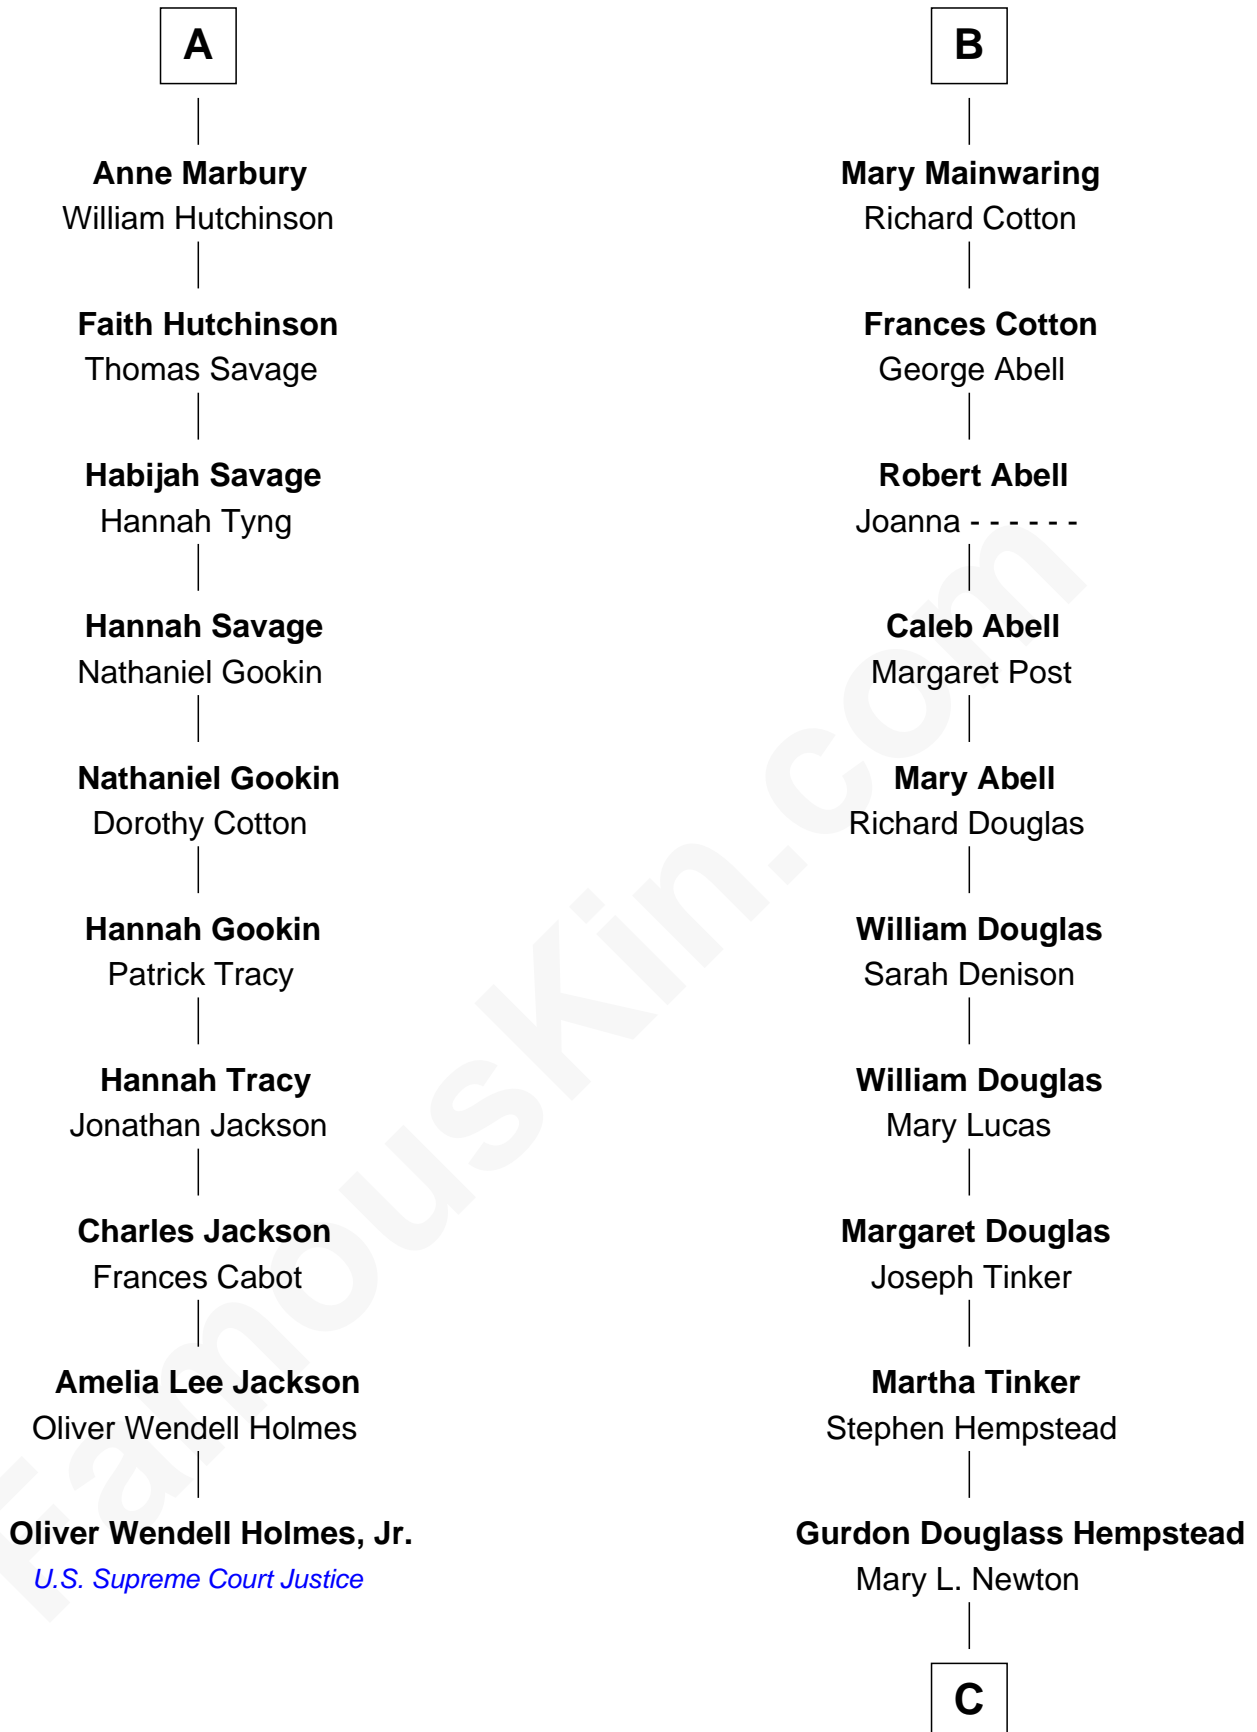 A
Anne Marbury
William Hutchinson
Faith Hutchinson
Thomas Savage
Habijah Savage
Hannah Tyng
Hannah Savage
Nathaniel Gookin
Nathaniel Gookin
Dorothy Cotton
Hannah Gookin
Patrick Tracy
Hannah Tracy
Jonathan Jackson
Charles Jackson
Frances Cabot
Amelia Lee Jackson
Oliver Wendell Holmes
Oliver Wendell Holmes, Jr.
U.S. Supreme Court Justice
B
Mary Mainwaring
Richard Cotton
Frances Cotton
George Abell
Robert Abell
Joanna - - - - - -
Caleb Abell
Margaret Post
Mary Abell
Richard Douglas
William Douglas
Sarah Denison
William Douglas
Mary Lucas
Margaret Douglas
Joseph Tinker
Martha Tinker
Stephen Hempstead
Gurdon Douglass Hempstead
Mary L. Newton
C
FamousKin.com